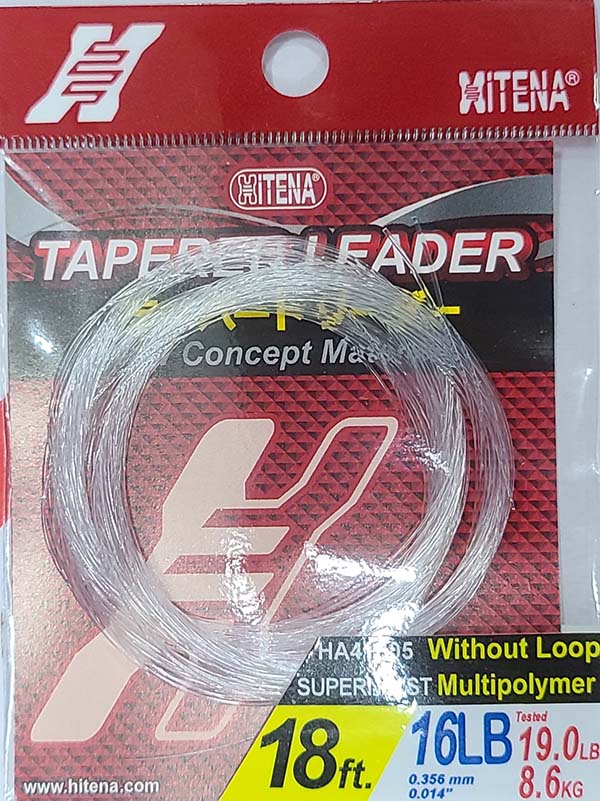 HiTENA®
HiTENA®
TAPERED LEADER
Concept
Without Loop
Multipolymer
18ft.
16LB
0.356 mm
0.014"
Tested
19.0LB
8.6KG
www.hitena.com